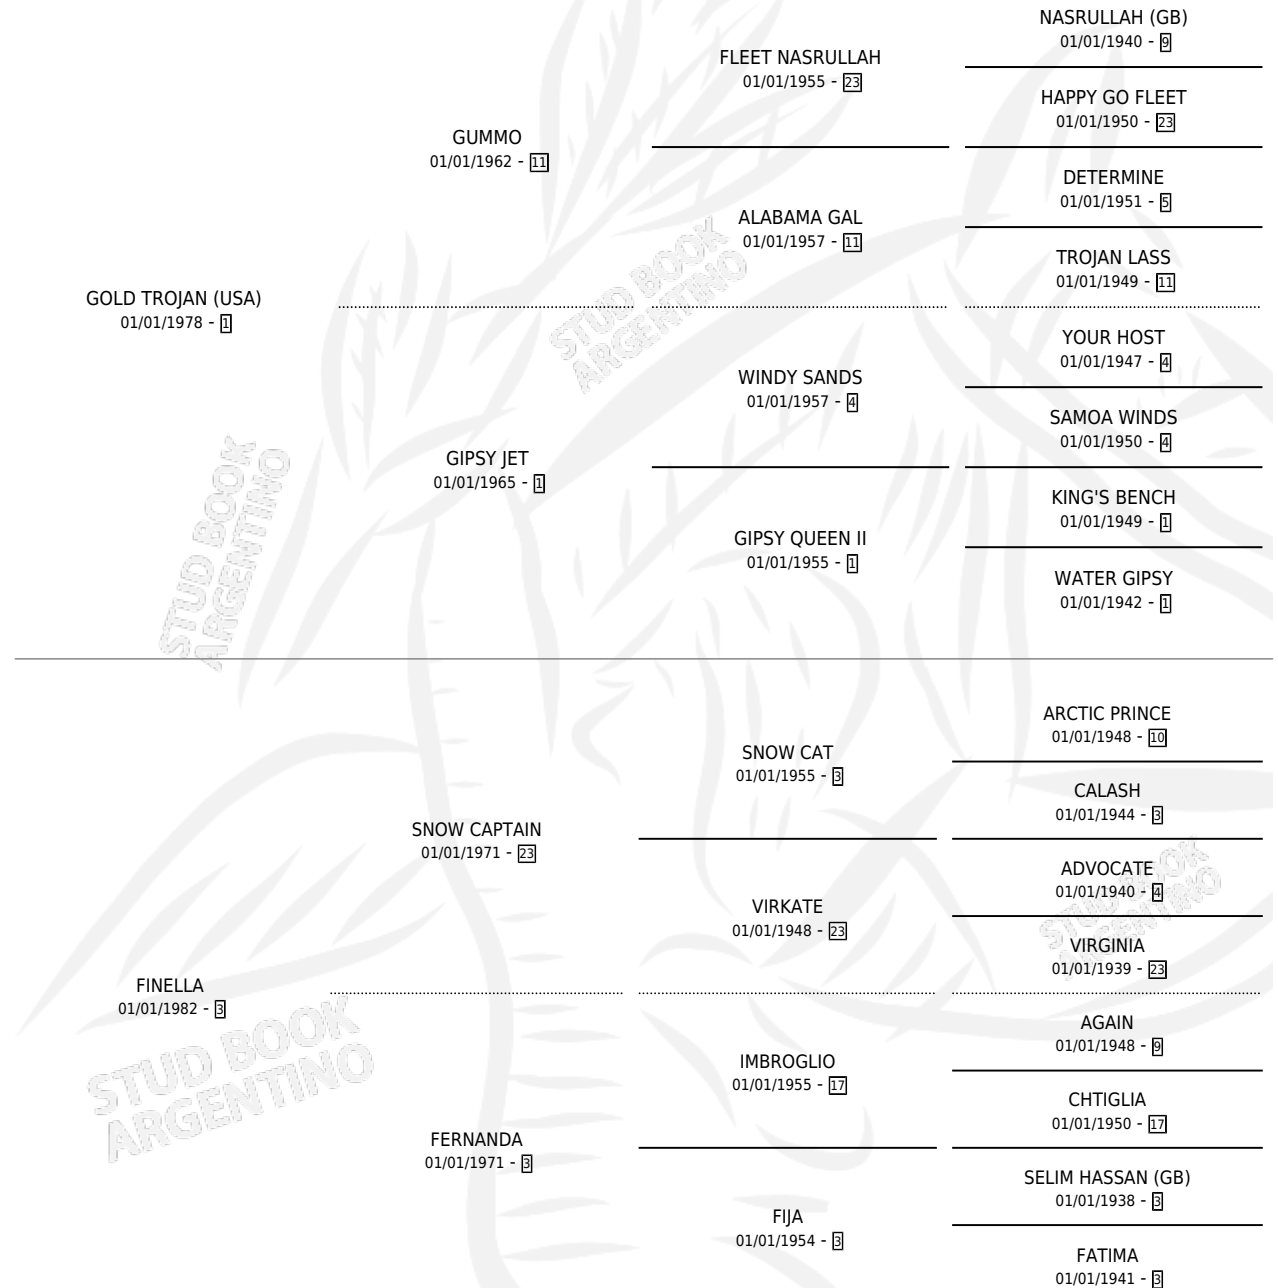 NASRULLAH (GB)
01/01/1940 - 9
FLEET NASRULLAH
01/01/1955 - 23
HAPPY GO FLEET
01/01/1950 - 23
GUMMO
01/01/1962 - 11
DETERMINE
01/01/1951 - 5
ALABAMA GAL
01/01/1957 - 11
TROJAN LASS
01/01/1949 - 11
GOLD TROJAN (USA)
01/01/1978 - 1
STUD BOOK
ARGENTINO
YOUR HOST
01/01/1947 - 4
WINDY SANDS
01/01/1957 - 4
SAMOA WINDS
01/01/1950 - 4
GIPSY JET
01/01/1965 - 1
KING'S BENCH
01/01/1949 - 1
GIPSY QUEEN II
01/01/1955 - 1
WATER GIPSY
01/01/1942 - 1
STUD BOOK
ARGENTINO
ARCTIC PRINCE
01/01/1948 - 10
SNOW CAT
01/01/1955 - 3
CALASH
01/01/1944 - 3
SNOW CAPTAIN
01/01/1971 - 23
ADVOCATE
01/01/1940 - 4
VIRKATE
01/01/1948 - 23
VIRGINIA
01/01/1939 - 23
STUD BOOK
ARGENTINO
FINELLA
01/01/1982 - 3
AGAIN
01/01/1948 - 9
IMBROGLIO
01/01/1955 - 17
CHTIGLIA
01/01/1950 - 17
STUD BOOK
ARGENTINO
FERNANDA
01/01/1971 - 3
SELIM HASSAN (GB)
01/01/1938 - 3
FIJA
01/01/1954 - 3
FATIMA
01/01/1941 - 3